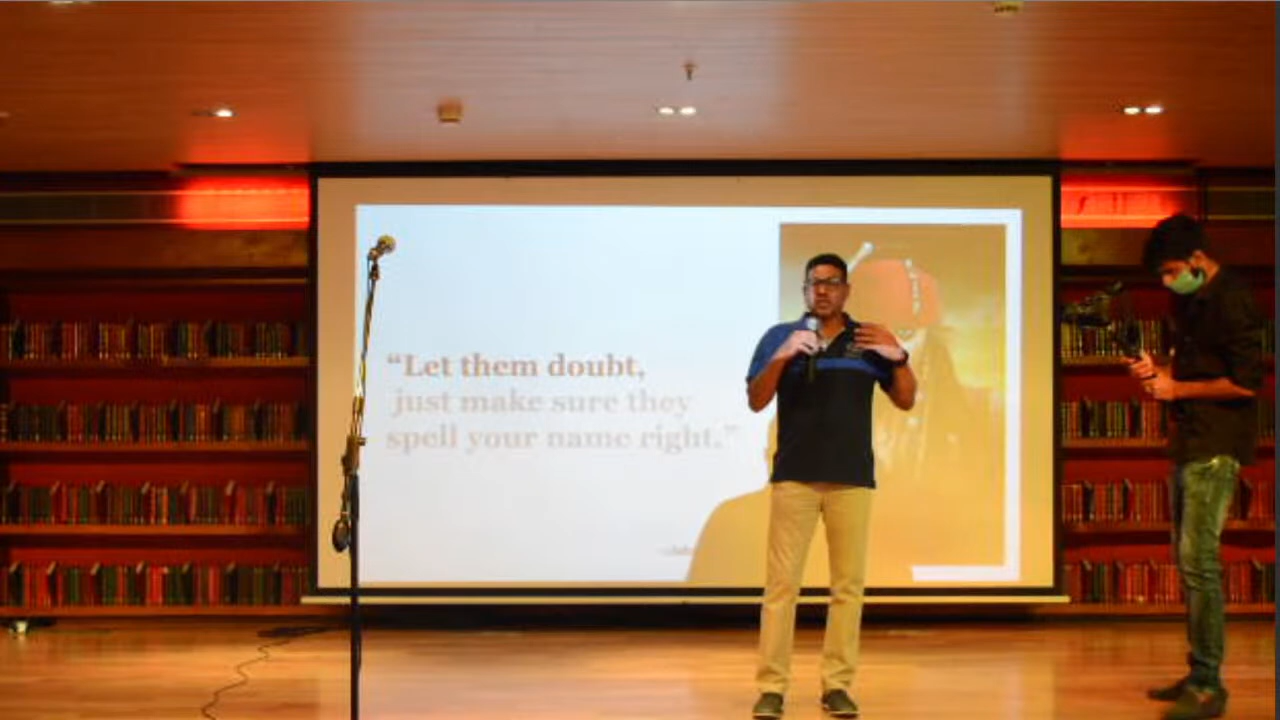 “Let them doubt,
just make sure they
spell your name right.”